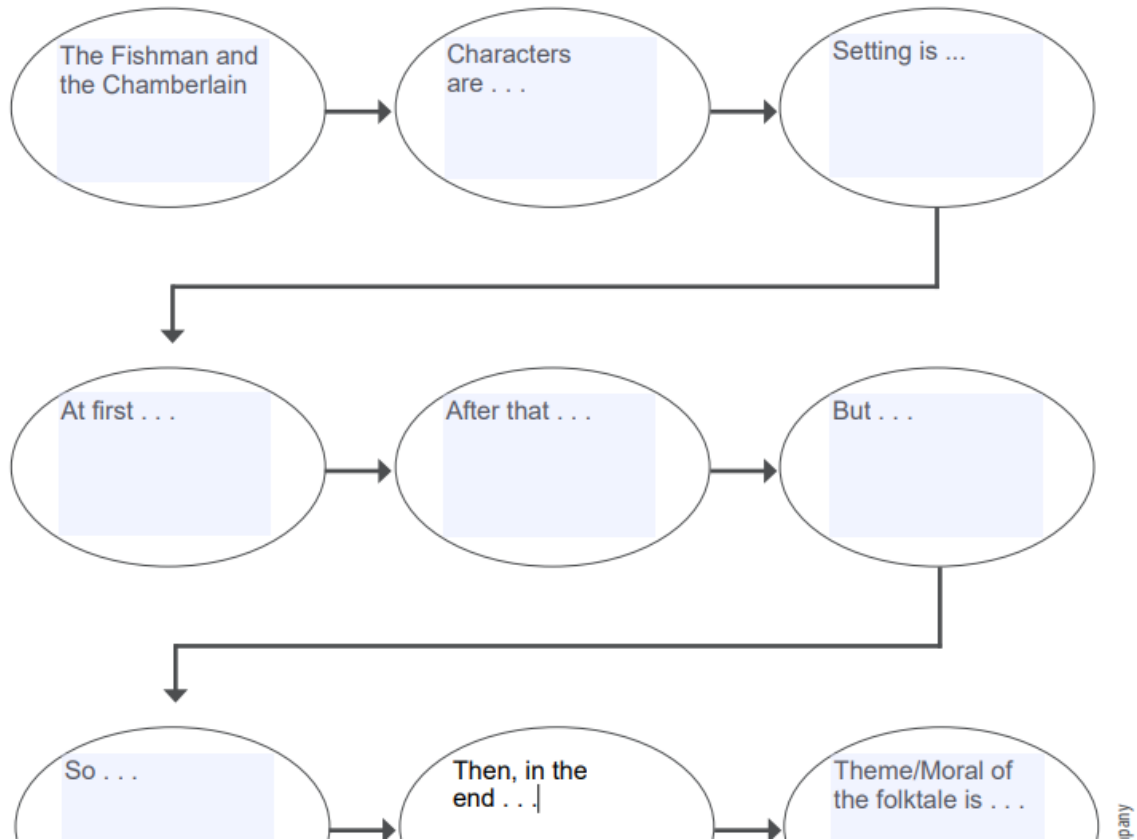 The Fishman and
the Chamberlain
Characters
are . . .
Setting is ...
At first . . .
After that . . .
But . . .
So . . .
Then, in the
end . . .
Theme/Moral of
the folktale is . . .